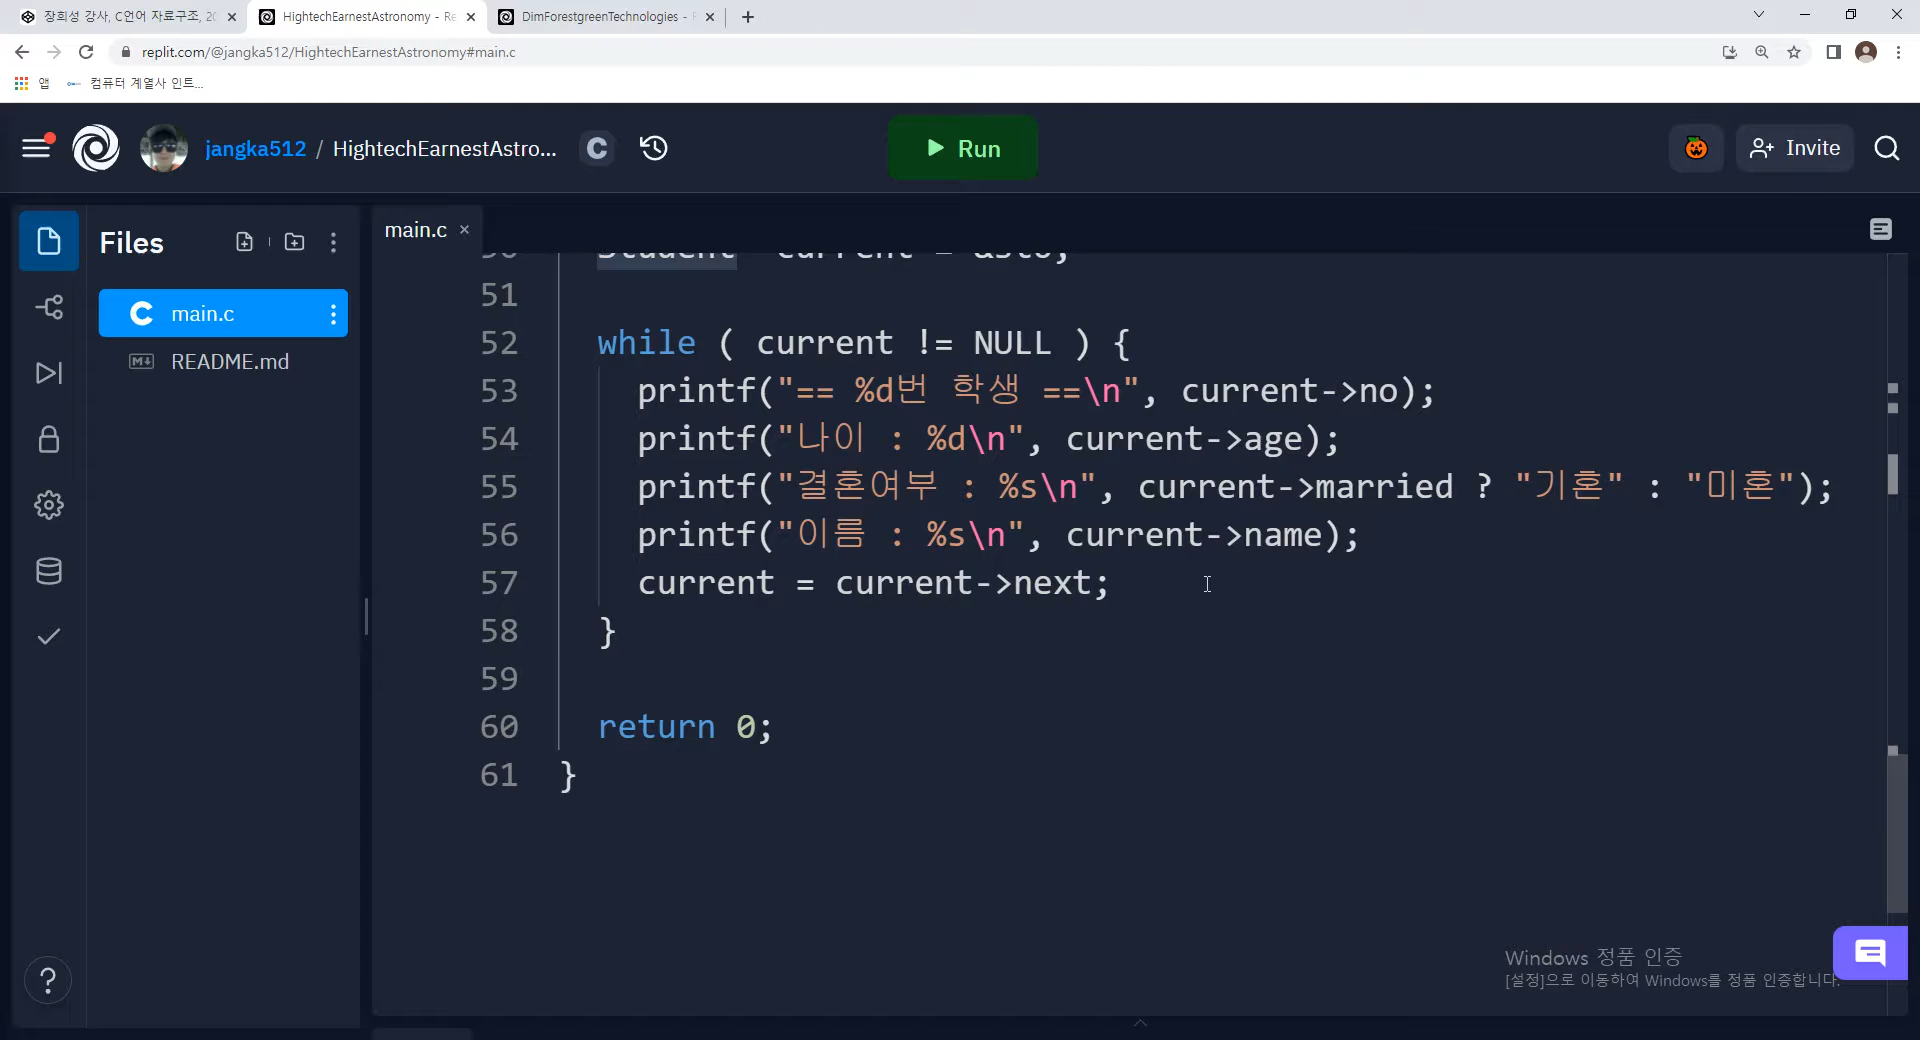 장희성 강사, C언어 자료구조, 20
HightechEarnestAstronomy - Re
DimForestgreenTechnologies - R
replit.com/@jangka512/HightechEarnestAstronomy#main.c
앱
컴퓨터 계열사 인트...
jangka512 / HightechEarnestAstro...
C
Run
Invite
Files
main.c
README.md
main.c
50 Student* current = &st6;
51
52 while ( current != NULL ) {
53 printf("== %d번 학생 ==\n", current->no);
54 printf("나이 : %d\n", current->age);
55 printf("결혼여부 : %s\n", current->married ? "기혼" : "미혼");
56 printf("이름 : %s\n", current->name);
57 current = current->next;
58 }
59
60 return 0;
61 }
Windows 정품 인증
[설정]으로 이동하여 Windows를 정품 인증합니다.